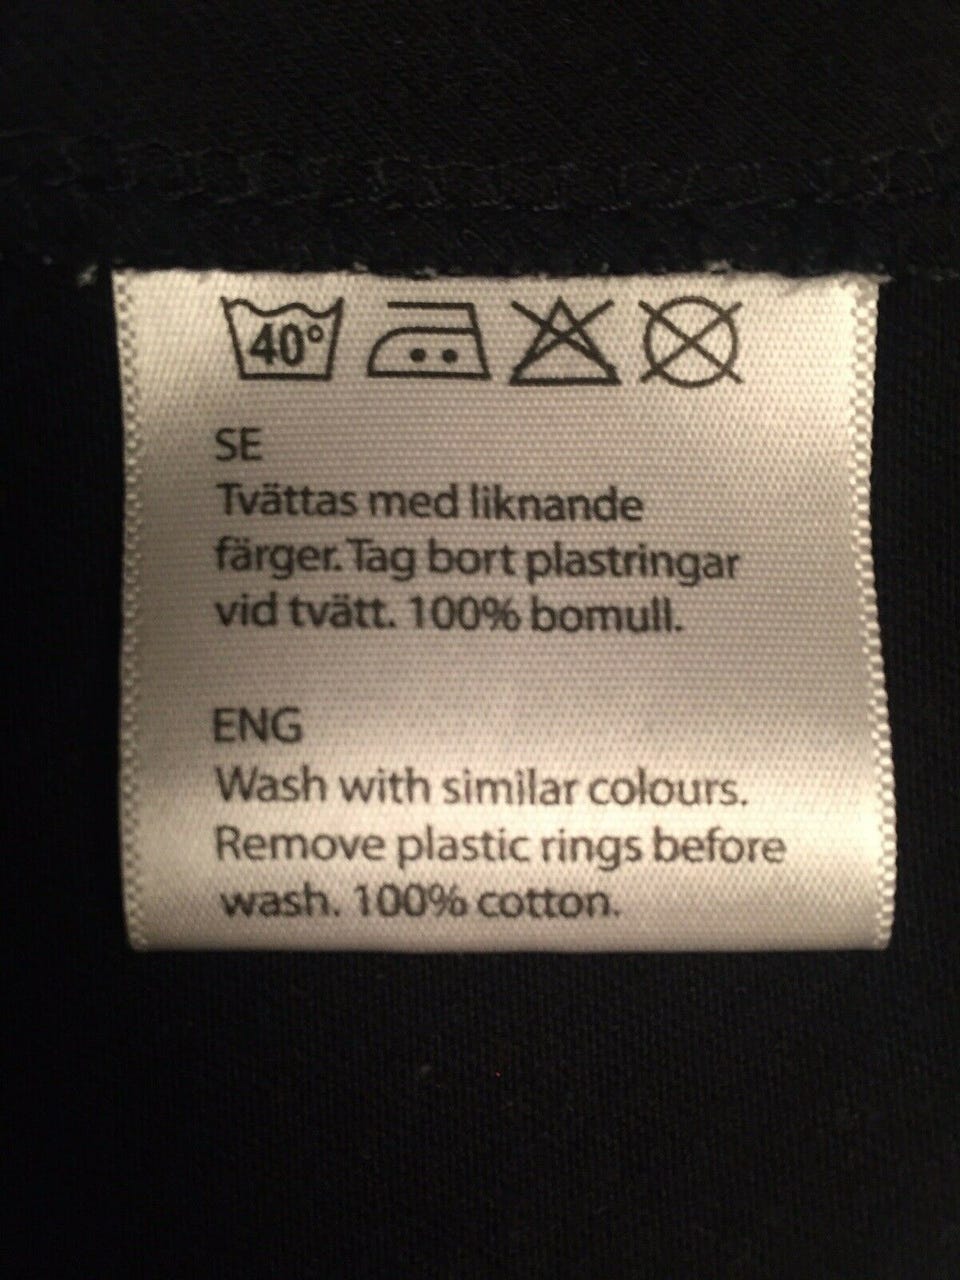 40°
SE
Tvättas med liknande
färger. Tag bort plastringar
vid tvätt. 100% bomull.
ENG
Wash with similar colours.
Remove plastic rings before
wash. 100% cotton.